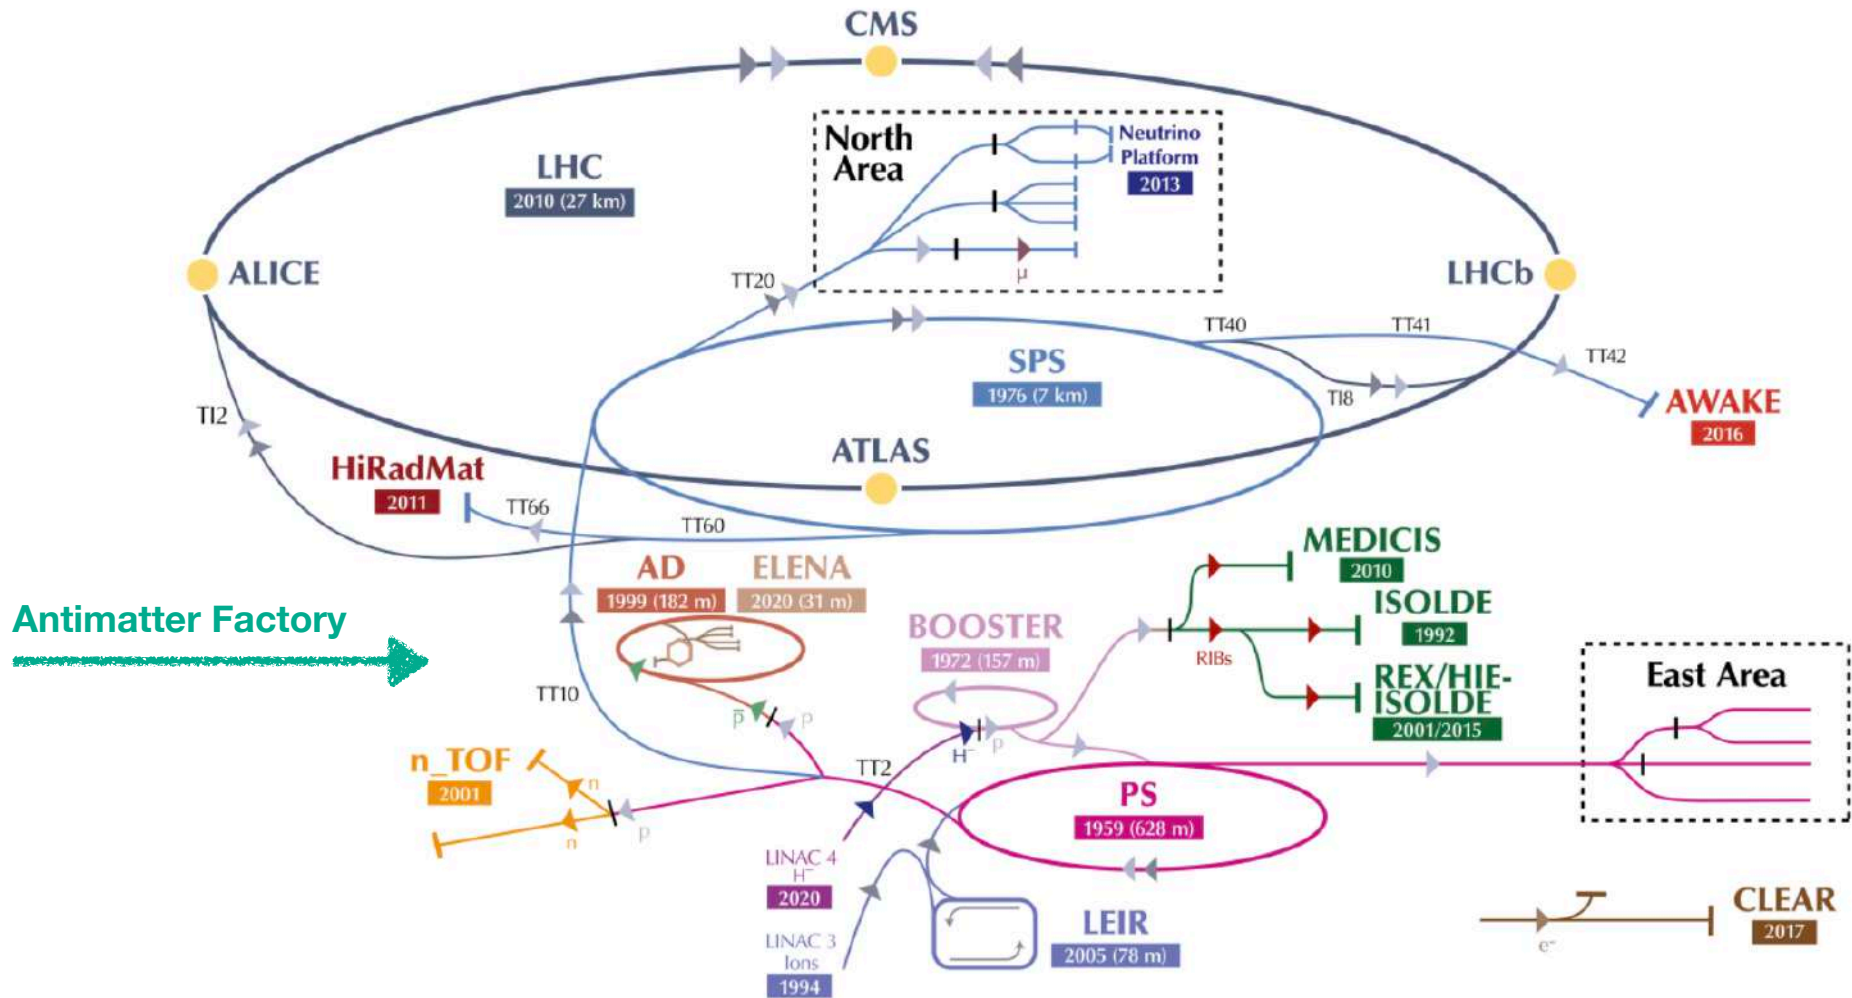 CMS
North
Area
Neutrino
Platform
2013
LHC
2010 (27 km)
μ
ALICE
LHCb
TT20
TT40
TT41
TT42
SPS
1976 (7 km)
TI8
AWAKE
2016
TI2
ATLAS
HiRadMat
2011
TT66
TT60
MEDICIS
2010
AD
1999 (182 m)
ELENA
2020 (31 m)
ISOLDE
1992
RIBs
Antimatter Factory
BOOSTER
1972 (157 m)
REX/HIE-
ISOLDE
2001/2015
East Area
TT10
p̅
p
H⁻
p
n_TOF
2001
n
n
p
TT2
PS
1959 (628 m)
LINAC 4
H⁻
2020
LINAC 3
Ions
1994
LEIR
2005 (78 m)
CLEAR
2017
e⁻